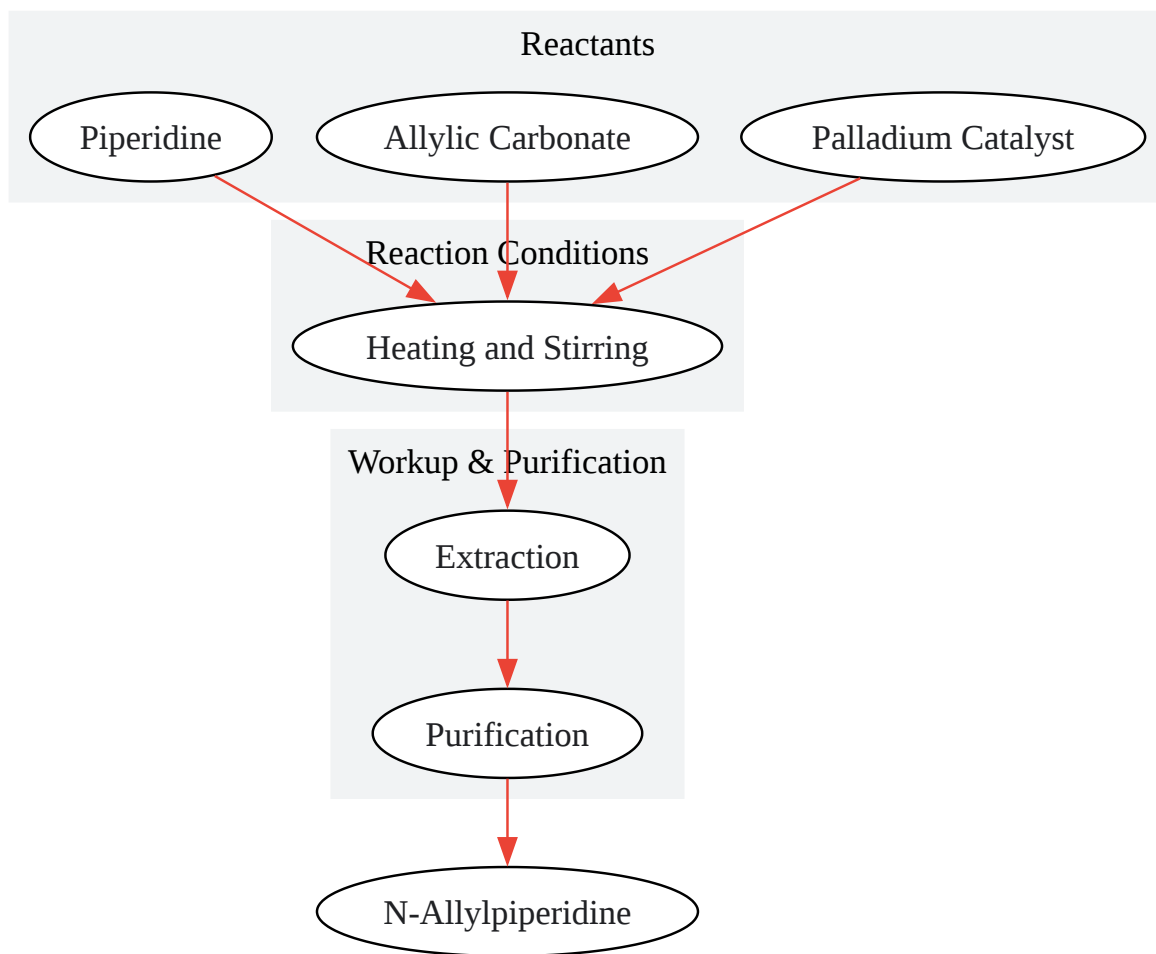 Reactants
Piperidine
Allylic Carbonate
Palladium Catalyst
Reaction Conditions
Heating and Stirring
Workup & Purification
Extraction
Purification
N-Allylpiperidine